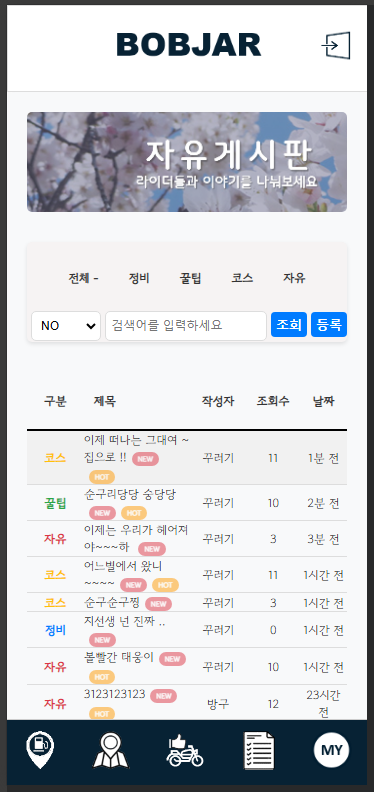 BOBJAR
자유게시판
라이더들과 이야기를 나눠보세요
전체 - 정비 꿀팁 코스 자유
NO 검색어를 입력하세요 조회 등록
구분 제목 작성자 조회수 날짜
이제 떠나는 그대여 ~
코스 집으로 !! NEW 꾸러기 11 1분 전
HOT
순구리당당 숭당당
꿀팁 꾸러기 10 2분 전
NEW HOT
이제는 우리가 헤어져
자유 꾸러기 3 3분 전
야~~~하 NEW
어느별에서 왔니
코스 꾸러기 11 1시간 전
~~~~ NEW HOT
코스 순구순구찡 NEW 꾸러기 3 1시간 전
지선생 넌 진짜 ..
정비 꾸러기 0 1시간 전
NEW
볼빨간 태웅이 NEW
자유 꾸러기 10 1시간 전
HOT
3123123123 NEW 23시간
자유 방구 12
HOT 전
MY